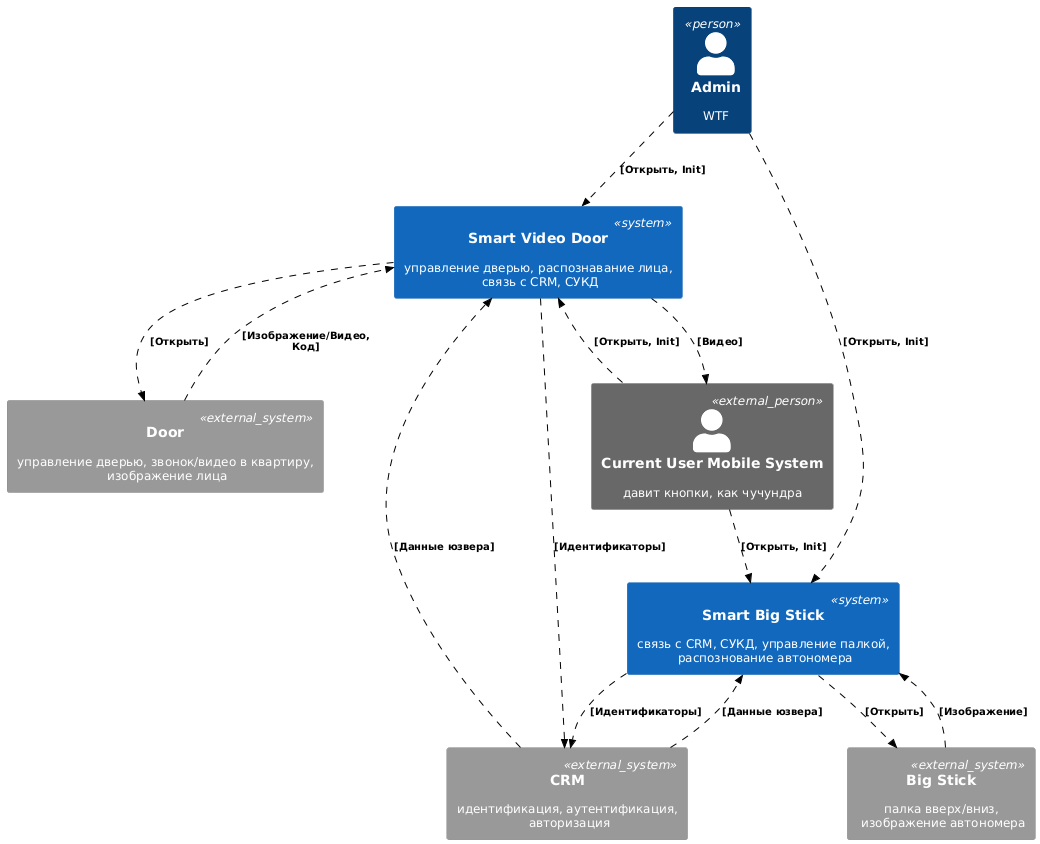 «person»
Admin
WTF
[Открыть, Init]
«system»
Smart Video Door
управление дверью, распознавание лица,
связь с CRM, СУКД
[Открыть]
[Изображение/Видео,
Код]
[Открыть, Init]
[Видео]
[Открыть, Init]
«external_system»
Door
управление дверью, звонок/видео в квартиру,
изображение лица
«external_person»
Current User Mobile System
давит кнопки, как чучундра
[Данные юзвера]
[Идентификаторы]
[Открыть, Init]
«system»
Smart Big Stick
связь с CRM, СУКД, управление палкой,
распознование автономера
[Идентификаторы]
[Данные юзвера]
[Открыть]
[Изображение]
«external_system»
CRM
идентификация, аутентификация,
авторизация
«external_system»
Big Stick
палка вверх/вниз,
изображение автономера